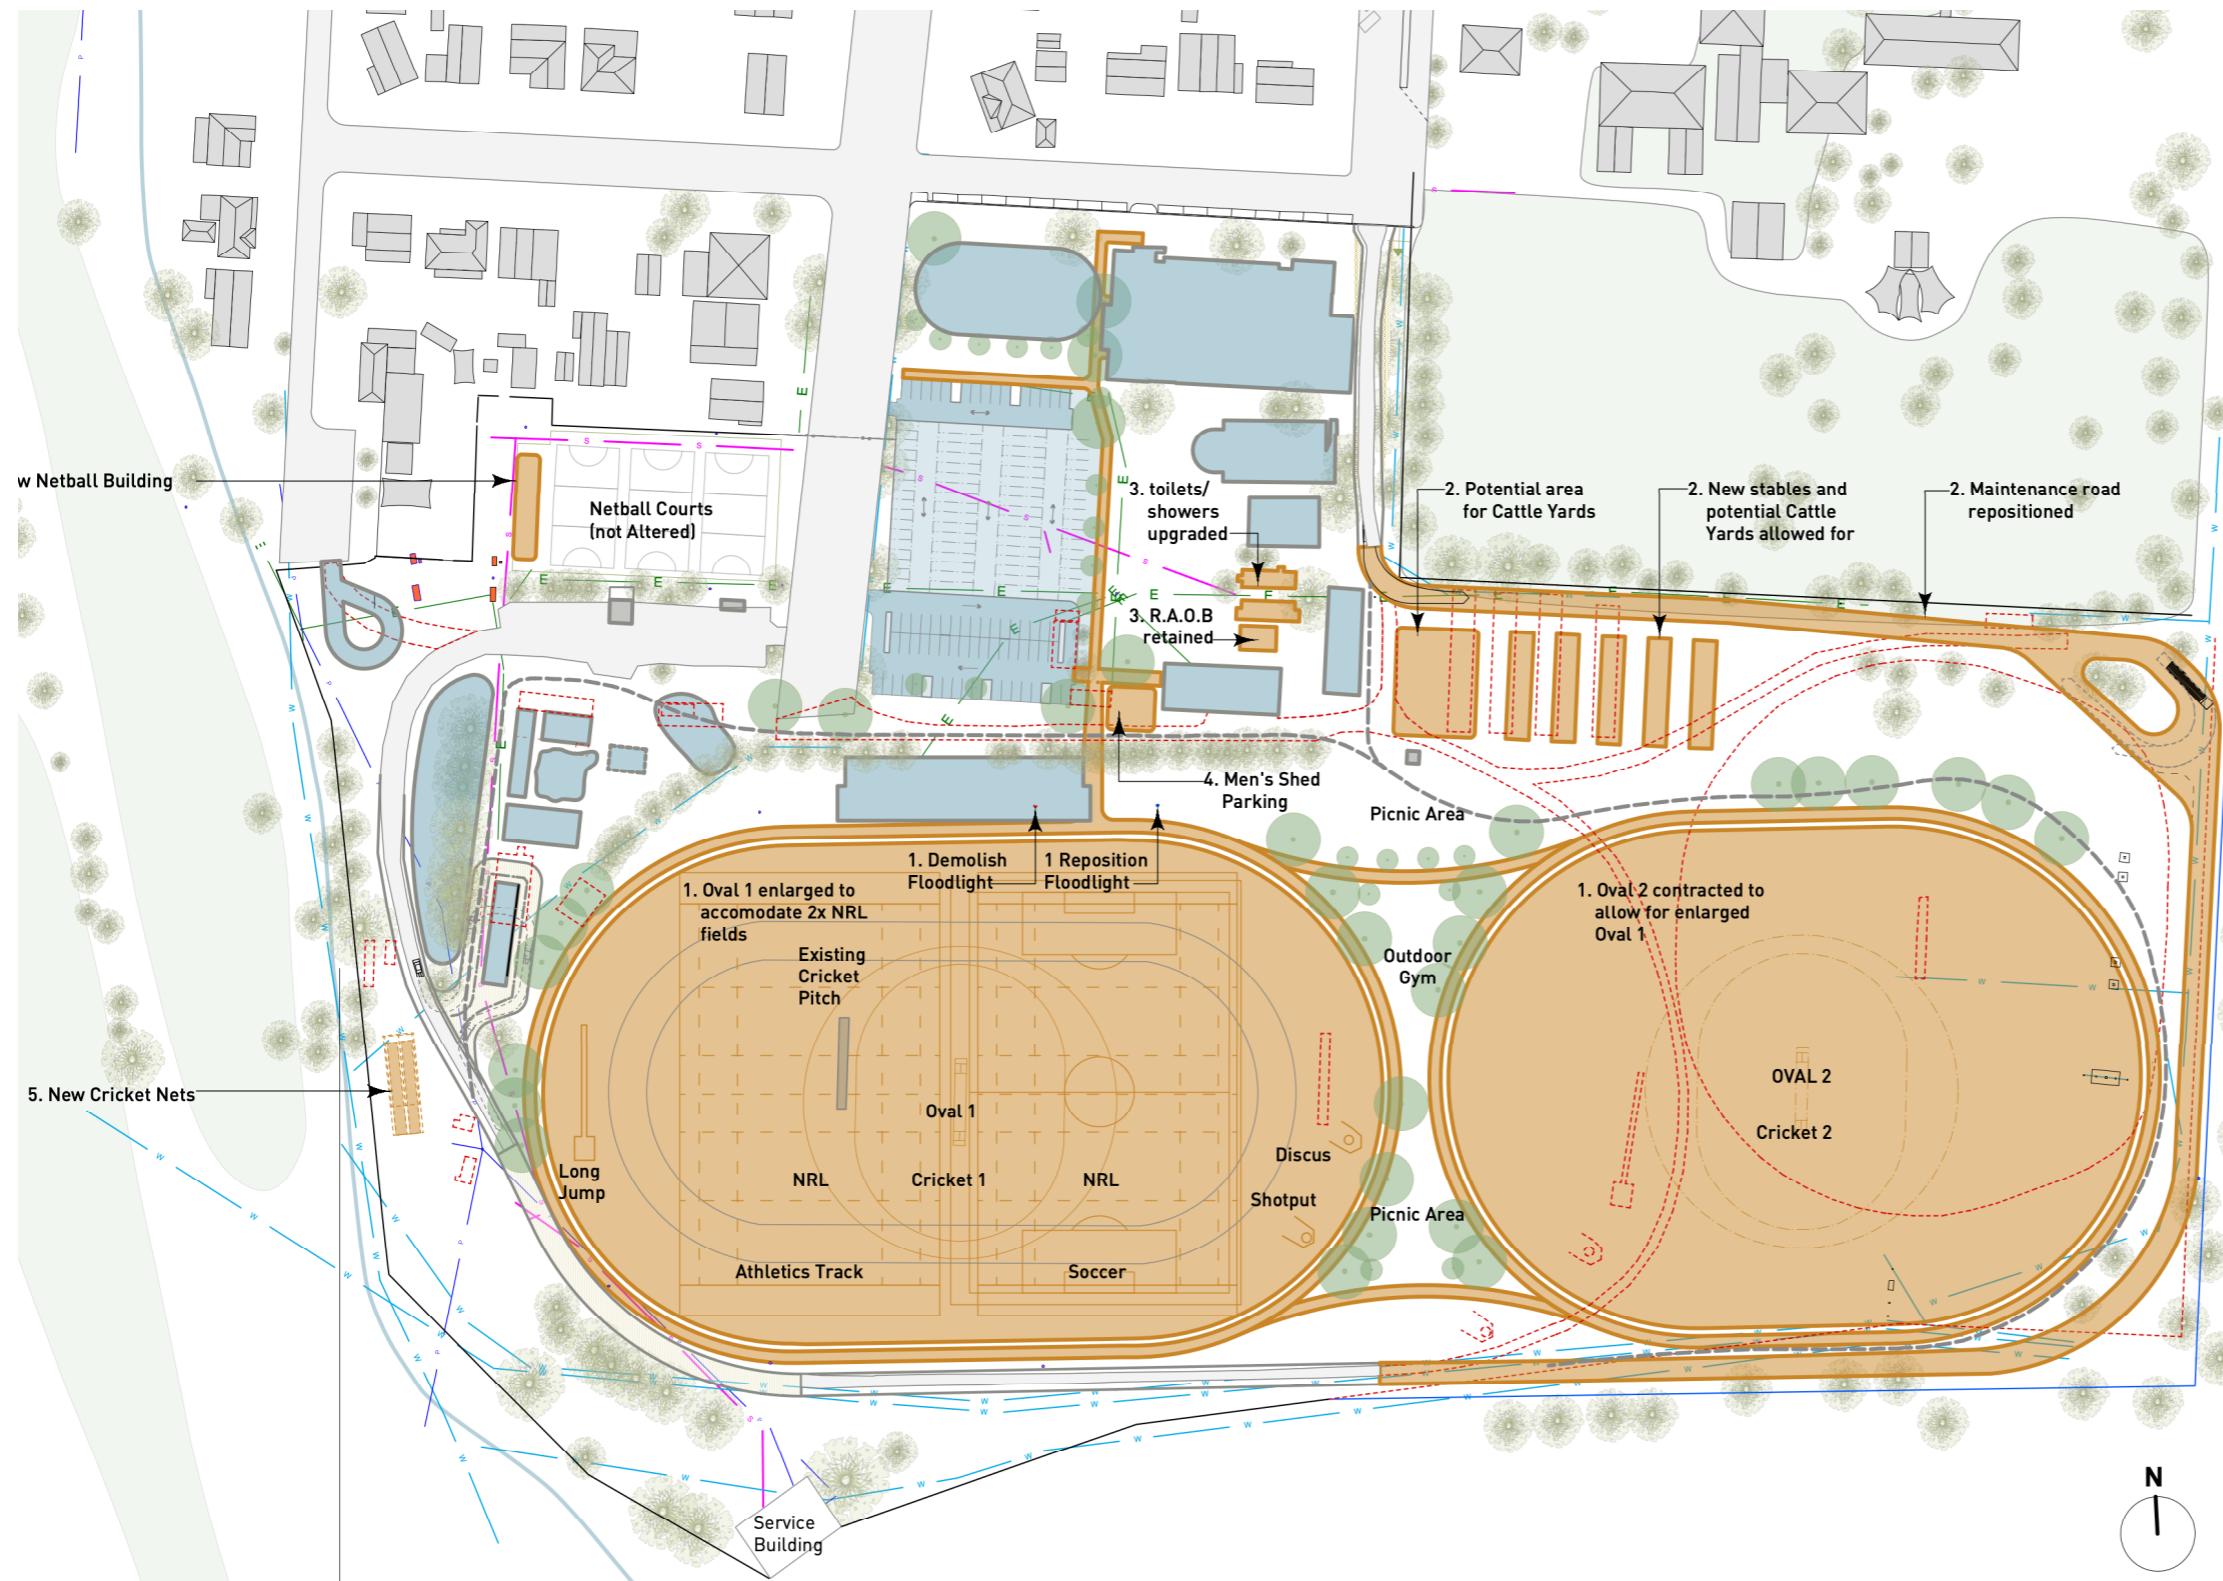 w Netball Building
Netball Courts
(not Altered)
3. toilets/
showers
upgraded
3. R.A.O.B
retained
2. Potential area
for Cattle Yards
2. New stables and
potential Cattle
Yards allowed for
2. Maintenance road
repositioned
4. Men's Shed
Parking
Picnic Area
1. Demolish
Floodlight
1 Reposition
Floodlight
1. Oval 1 enlarged to
accomodate 2x NRL
fields
Existing
Cricket
Pitch
1. Oval 2 contracted to
allow for enlarged
Oval 1
Outdoor
Gym
5. New Cricket Nets
Oval 1
OVAL 2
Cricket 2
Long
Jump
NRL
Cricket 1
NRL
Discus
Shotput
Picnic Area
Athletics Track
Soccer
Service
Building
N